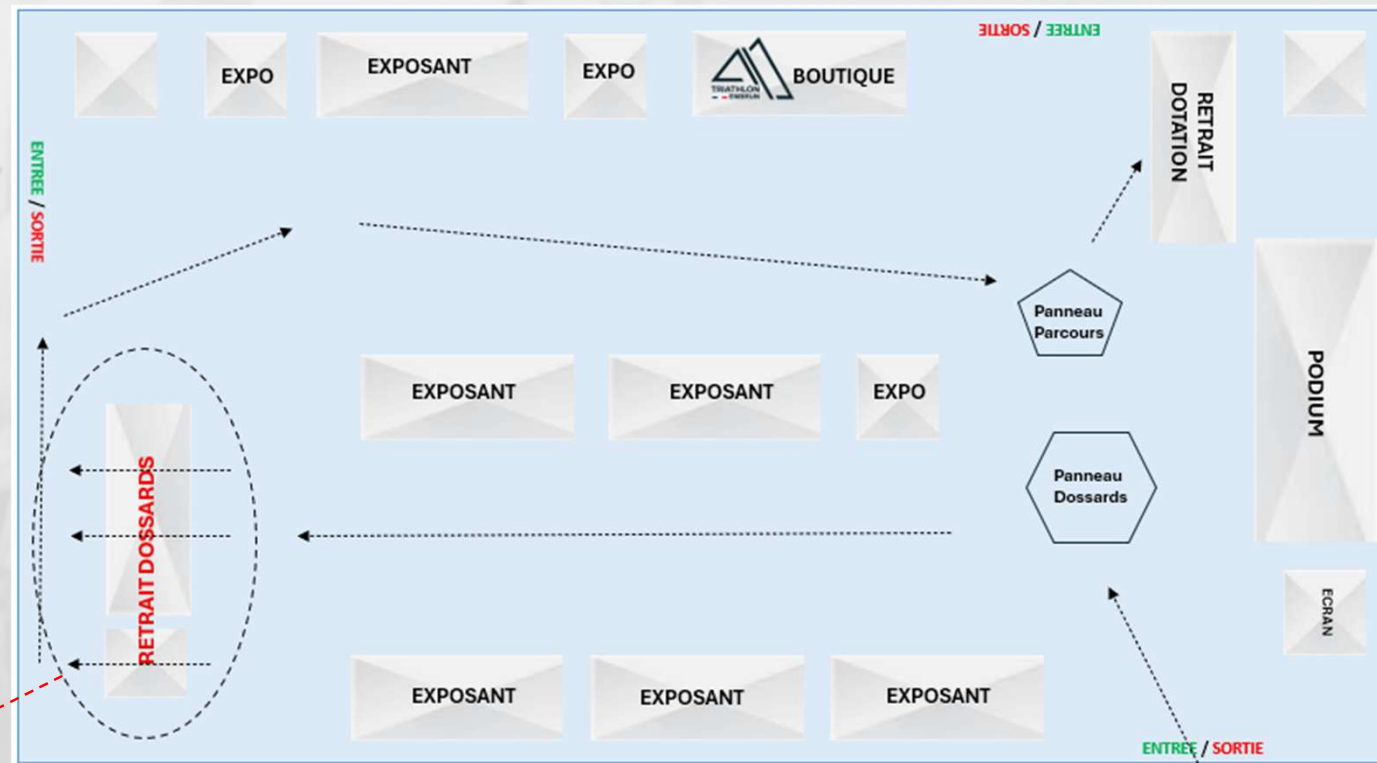 ENTREE / SORTIE
EXPO
EXPOSANT
EXPO
TRIATHLON
EMBRUN
BOUTIQUE
RETRAIT
DOTATION
ENTREE / SORTIE
Panneau
Parcours
EXPOSANT
EXPOSANT
EXPO
PODIUM
RETRAIT DOSSARDS
Panneau
Dossards
ECRAN
EXPOSANT
EXPOSANT
EXPOSANT
ENTREE / SORTIE